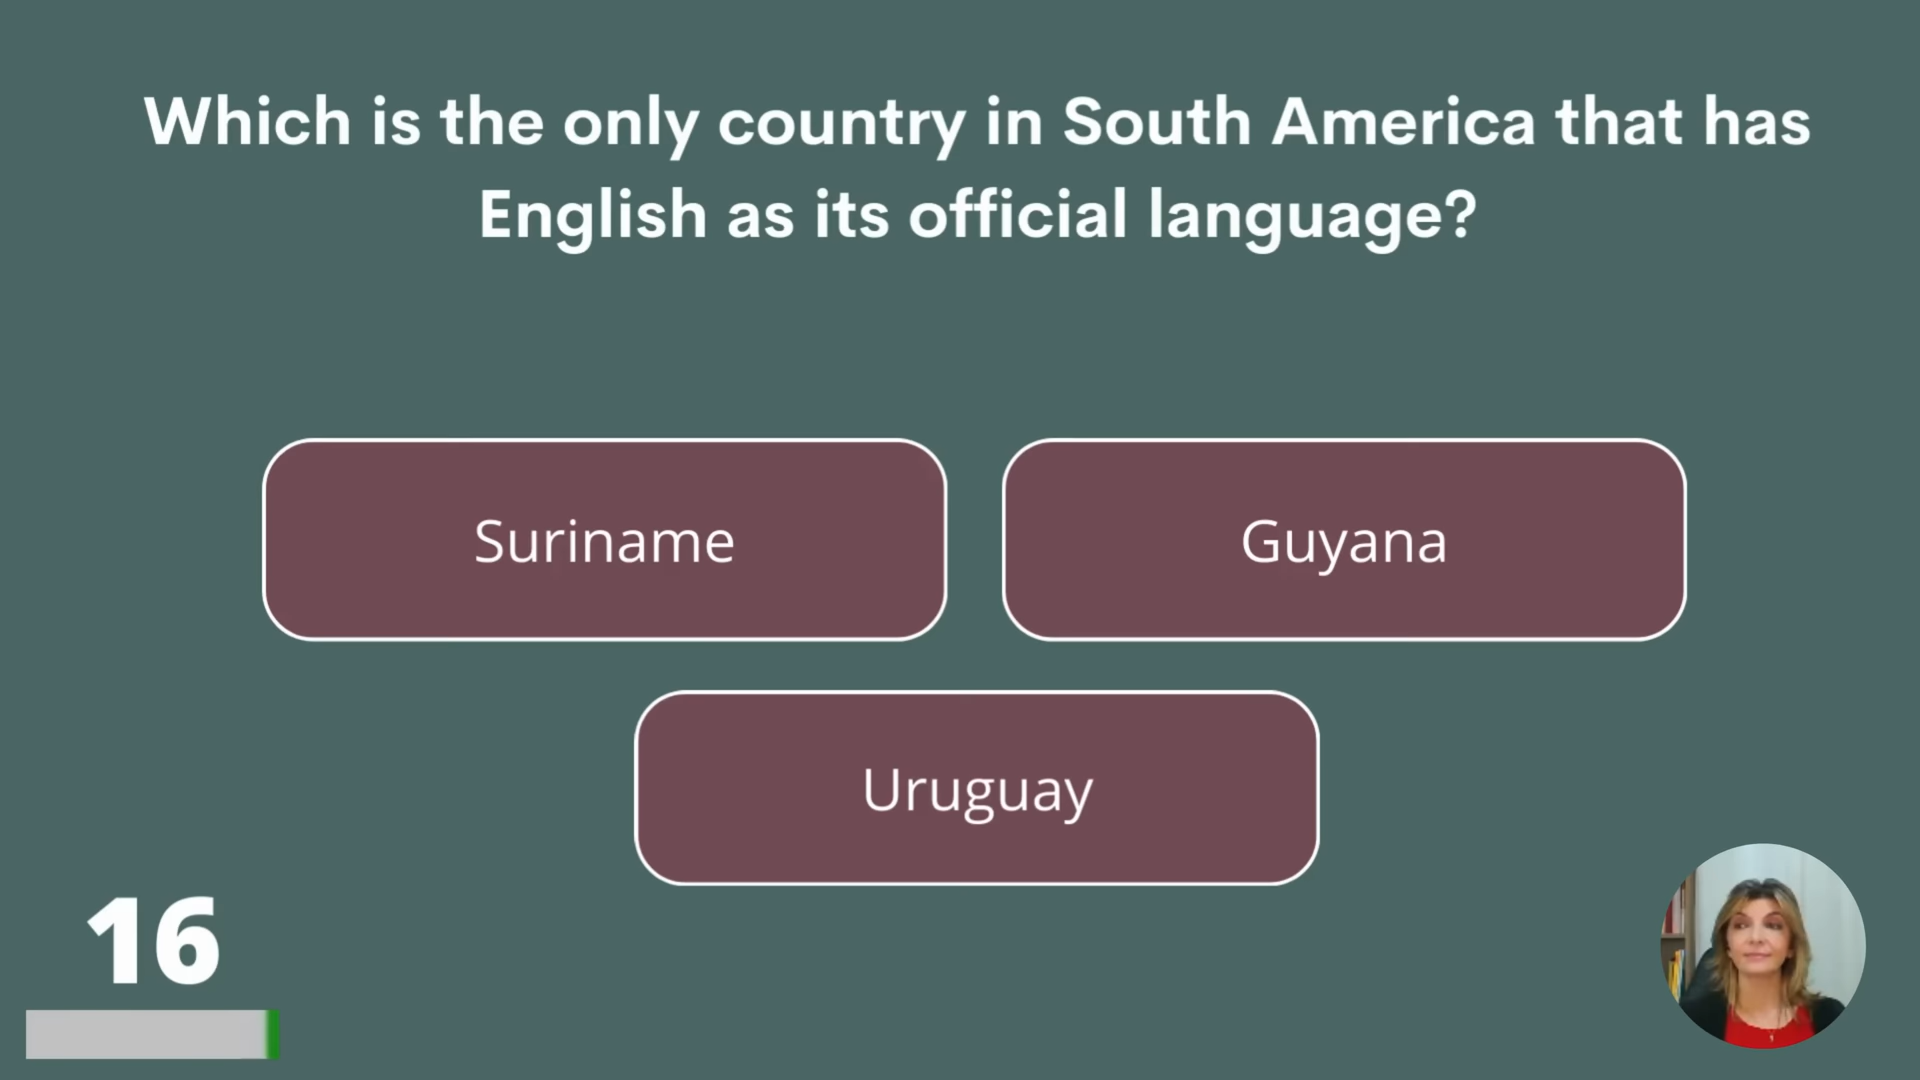 Which is the only country in South America that has
English as its official language?
Suriname
Guyana
Uruguay
16